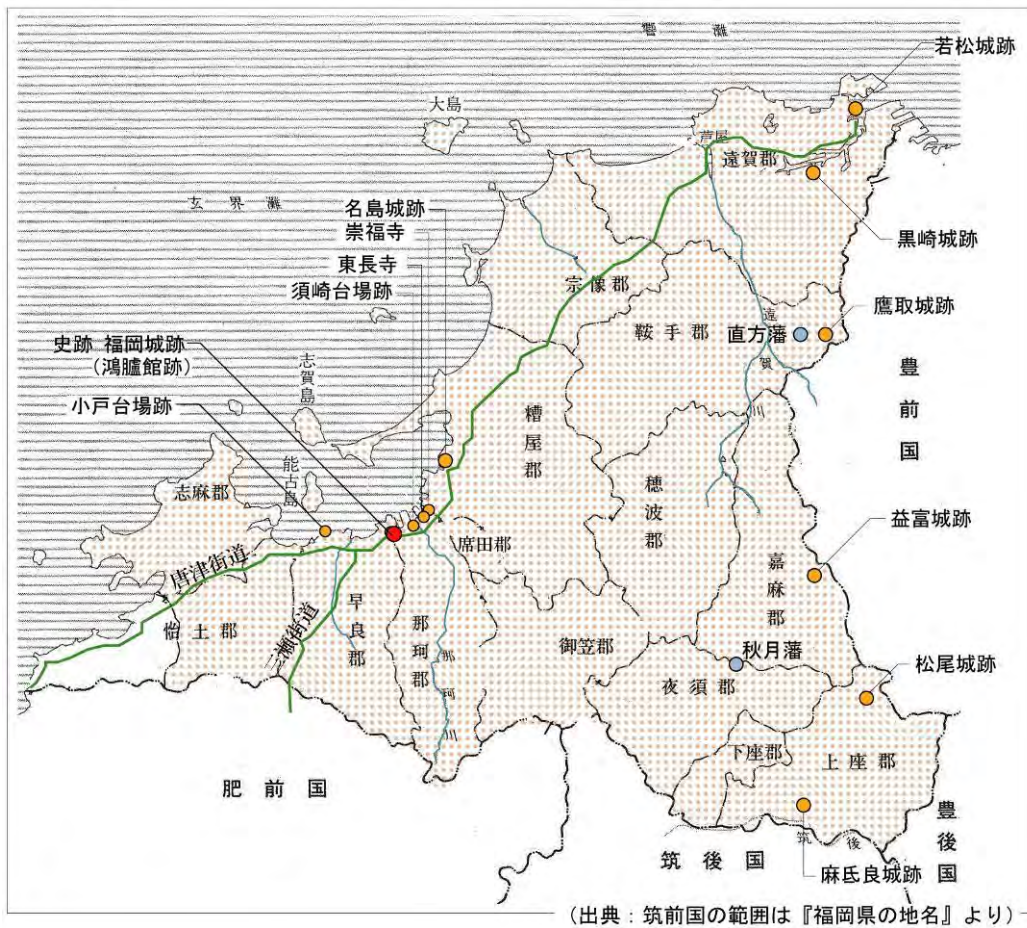 響灘
若松城跡
大島
芦屋
遠賀郡
玄界灘
名島城跡
崇福寺
黒崎城跡
東長寺
宗像郡
須崎台場跡
鞍手郡
遠賀川
直方藩
鷹取城跡
史跡 福岡城跡
(鴻臚館跡)
志賀島
豊前国
小戸台場跡
糟屋郡
能古島
穂波郡
志麻郡
益富城跡
席田郡
嘉麻郡
唐津街道
怡土郡
三瀬街道
早良郡
那珂郡
那珂川
御笠郡
秋月藩
松尾城跡
夜須郡
下座郡
上座郡
肥前国
筑後
豊後国
筑後国
麻氐良城跡
(出典:筑前国の範囲は『福岡県の地名』より)